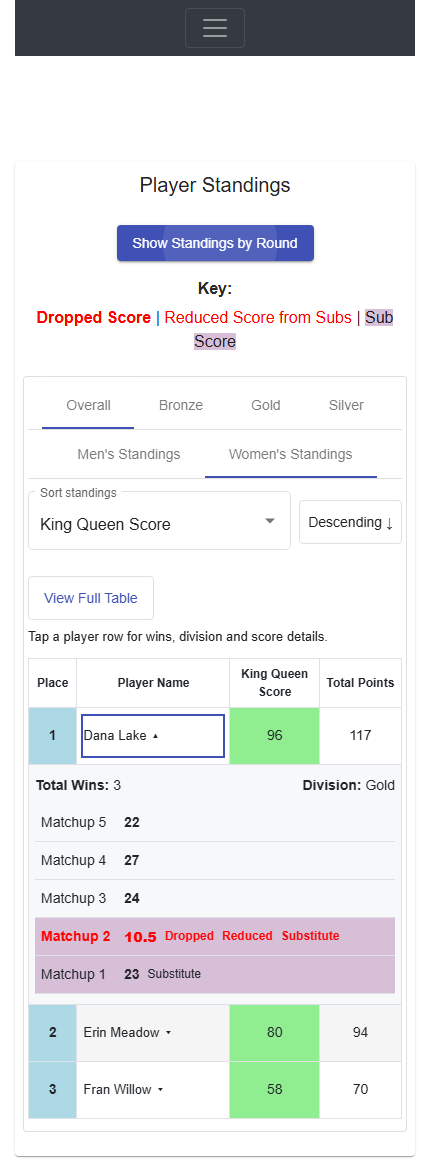 Player Standings
Show Standings by Round
Key:
Dropped Score | Reduced Score from Subs | Sub
Score
Overall Bronze Gold Silver
Men's Standings Women's Standings
Sort standings
King Queen Score
Descending ↓
View Full Table
Tap a player row for wins, division and score details.
Place Player Name King Queen Score Total Points
1 Dana Lake ▴ 96 117
Total Wins: 3 Division: Gold
Matchup 5 22
Matchup 4 27
Matchup 3 24
Matchup 2 10.5 Dropped Reduced Substitute
Matchup 1 23 Substitute
2 Erin Meadow ▾ 80 94
3 Fran Willow ▾ 58 70